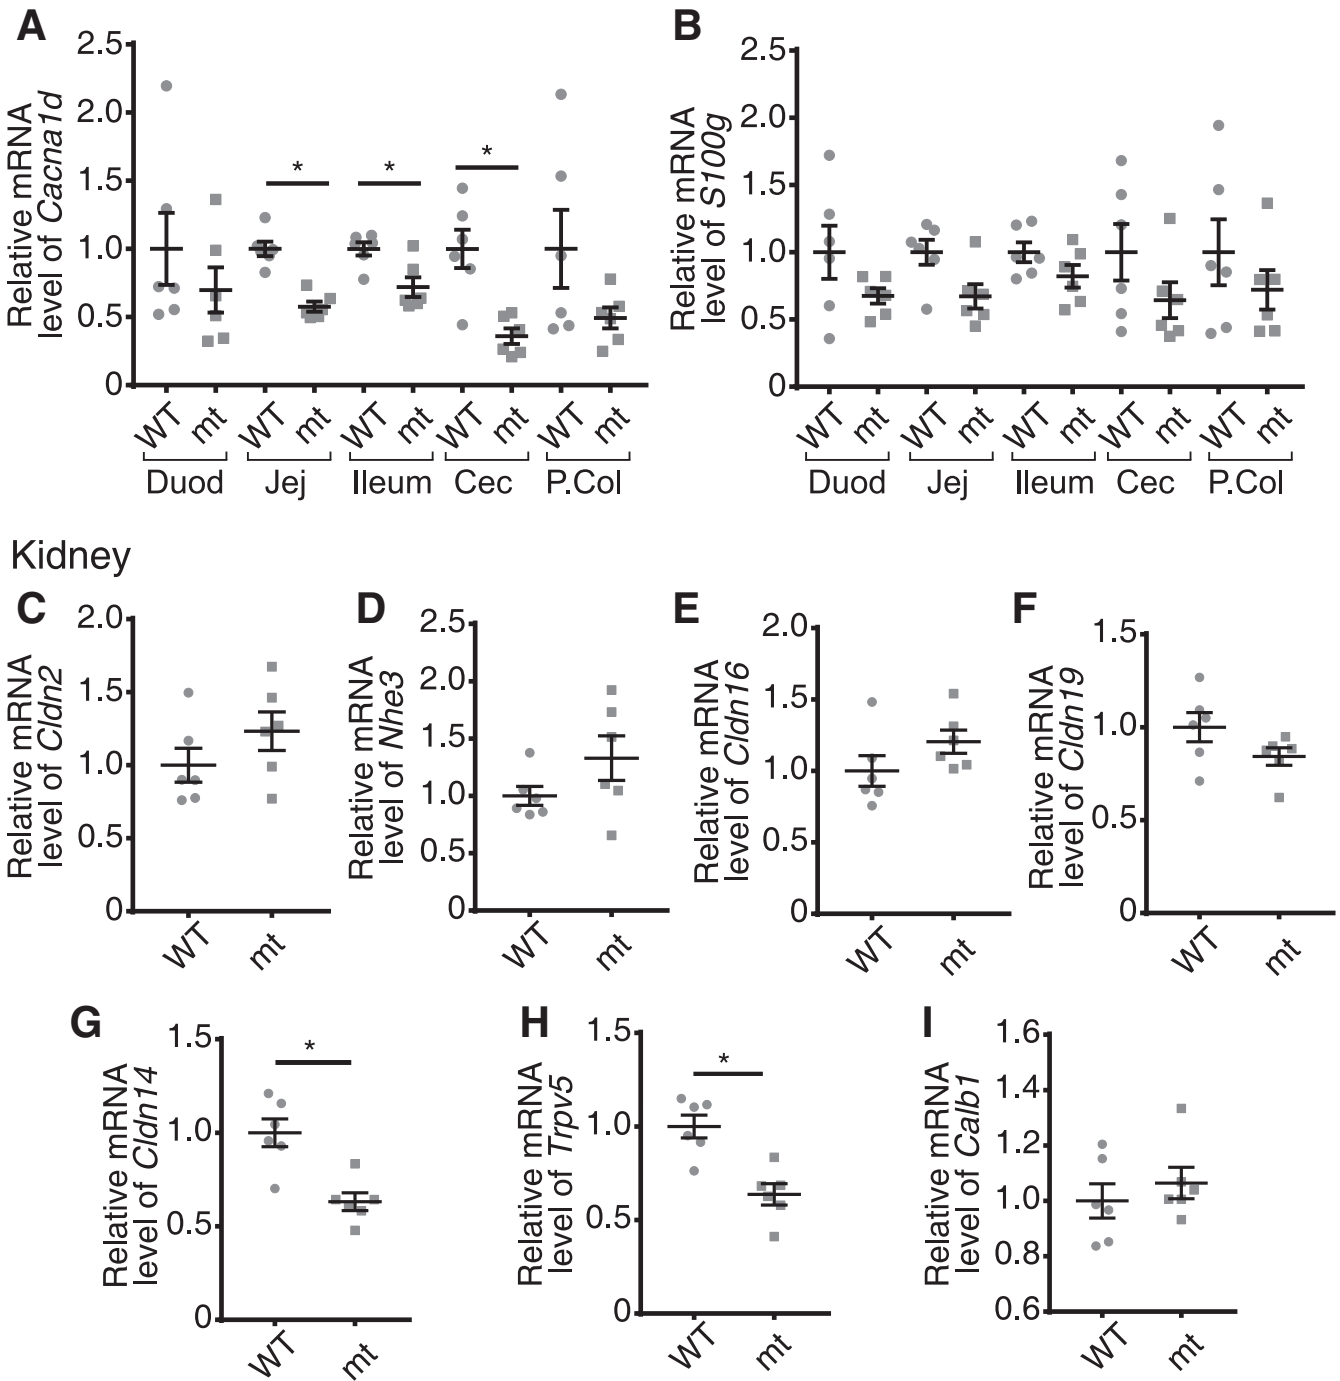 A
Relative mRNA
level of Cacna1d
2.5
2.0
1.5
1.0
0.5
0
*
*
*
WT mt WT mt WT mt WT mt WT mt
Duod Jej Ileum Cec P.Col
B
Relative mRNA
level of S100g
2.5
2.0
1.5
1.0
0.5
0
WT mt WT mt WT mt WT mt WT mt
Duod Jej Ileum Cec P.Col
Kidney
C
Relative mRNA
level of Cldn2
2.0
1.5
1.0
0.5
0
WT mt
D
Relative mRNA
level of Nhe3
2.5
2.0
1.5
1.0
0.5
0
WT mt
E
Relative mRNA
level of Cldn16
2.0
1.5
1.0
0.5
0
WT mt
F
Relative mRNA
level of Cldn19
1.5
1.0
0.5
0
WT mt
G
Relative mRNA
level of Cldn14
1.5
1.0
0.5
0
*
WT mt
H
Relative mRNA
level of Trpv5
1.5
1.0
0.5
0
*
WT mt
I
Relative mRNA
level of Calb1
1.6
1.4
1.2
1.0
0.8
0.6
WT mt